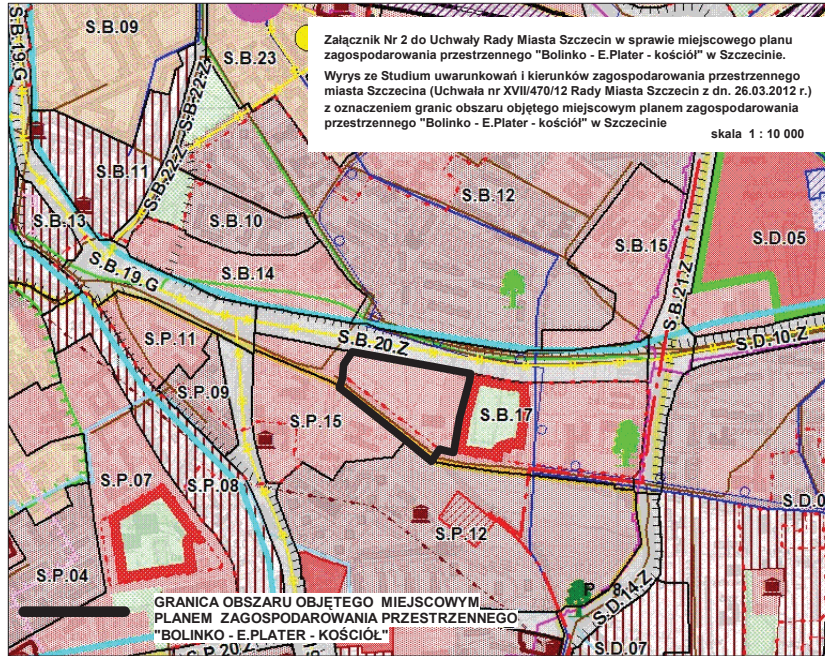 Załącznik Nr 2 do Uchwały Rady Miasta Szczecin w sprawie miejscowego planu
zagospodarowania przestrzennego "Bolinko - E.Plater - kościół" w Szczecinie.
Wyrys ze Studium uwarunkowań i kierunków zagospodarowania przestrzennego
miasta Szczecina (Uchwała nr XVII/470/12 Rady Miasta Szczecin z dn. 26.03.2012 r.)
z oznaczeniem granic obszaru objętego miejscowym planem zagospodarowania
przestrzennego "Bolinko - E.Plater - kościół" w Szczecinie
skala 1 : 10 000
S.B.19.G
S.B.09
S.B.23
S.B.22.Z
S.B.22.Z
S.B.11
S.B.12
S.B.13
S.B.10
S.B.15
S.D.05
S.B.14
S.B.19.G
S.B.21.Z
S.B.20.Z
S.D.10.Z
S.P.11
S.P.09
S.P.15
S.B.17
S.P.07
S.P.08
S.D.0
S.P.12
S.P.04
S.D.14.Z
GRANICA OBSZARU OBJĘTEGO MIEJSCOWYM
PLANEM ZAGOSPODAROWANIA PRZESTRZENNEGO
"BOLINKO - E.PLATER - KOŚCIÓŁ"
S.P.20.Z
S.D.07